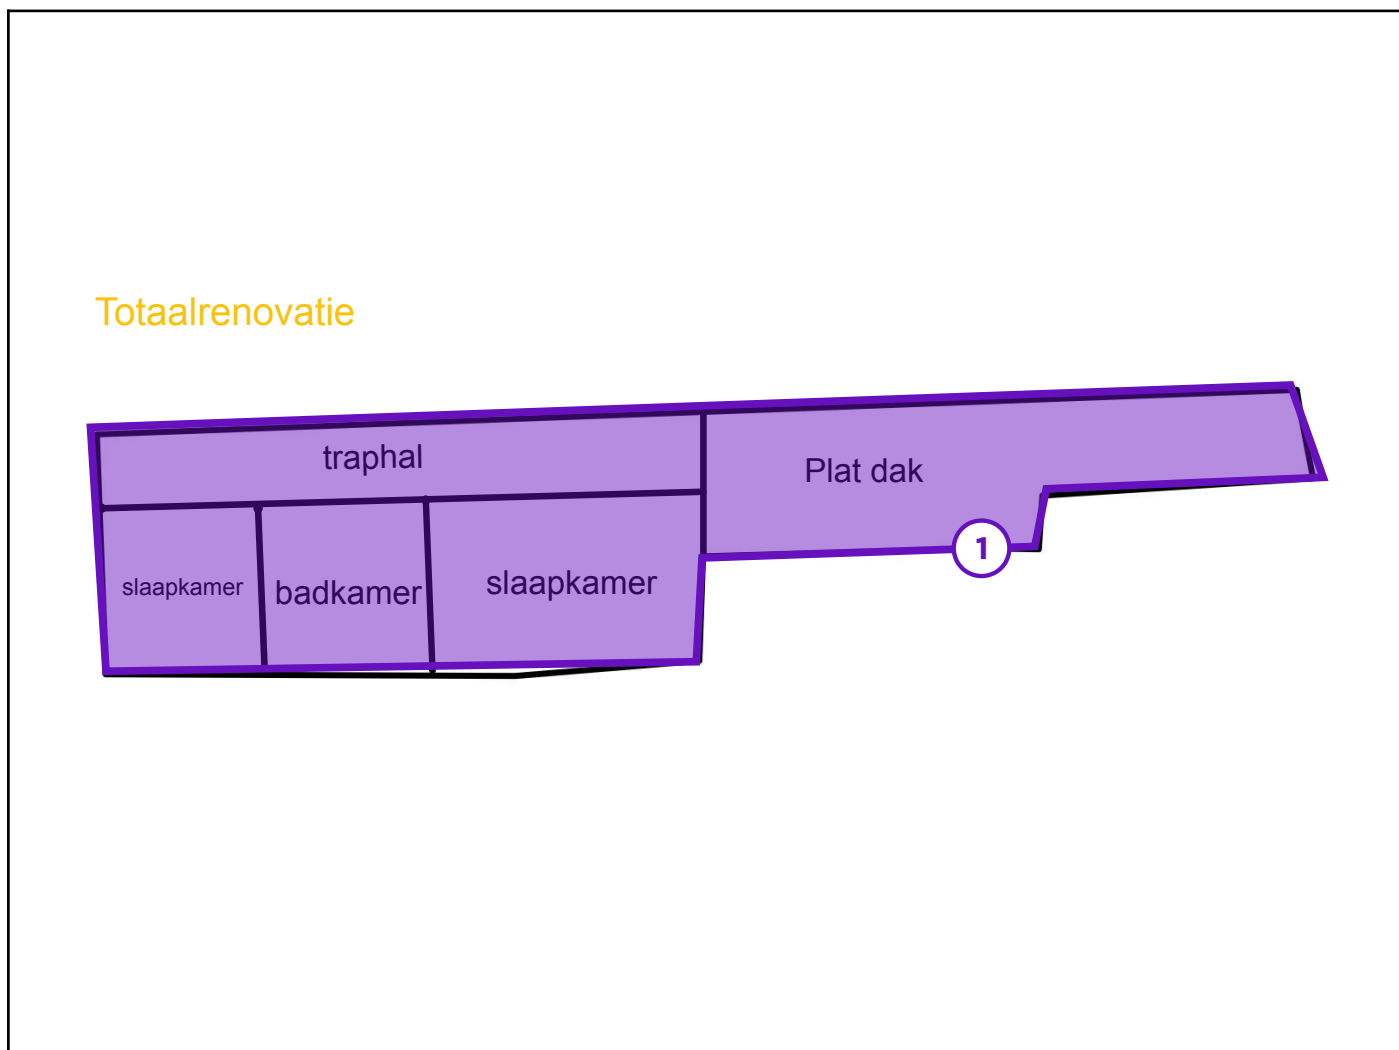 Totaalrenovatie
traphal
Plat dak
1
slaapkamer
badkamer
slaapkamer